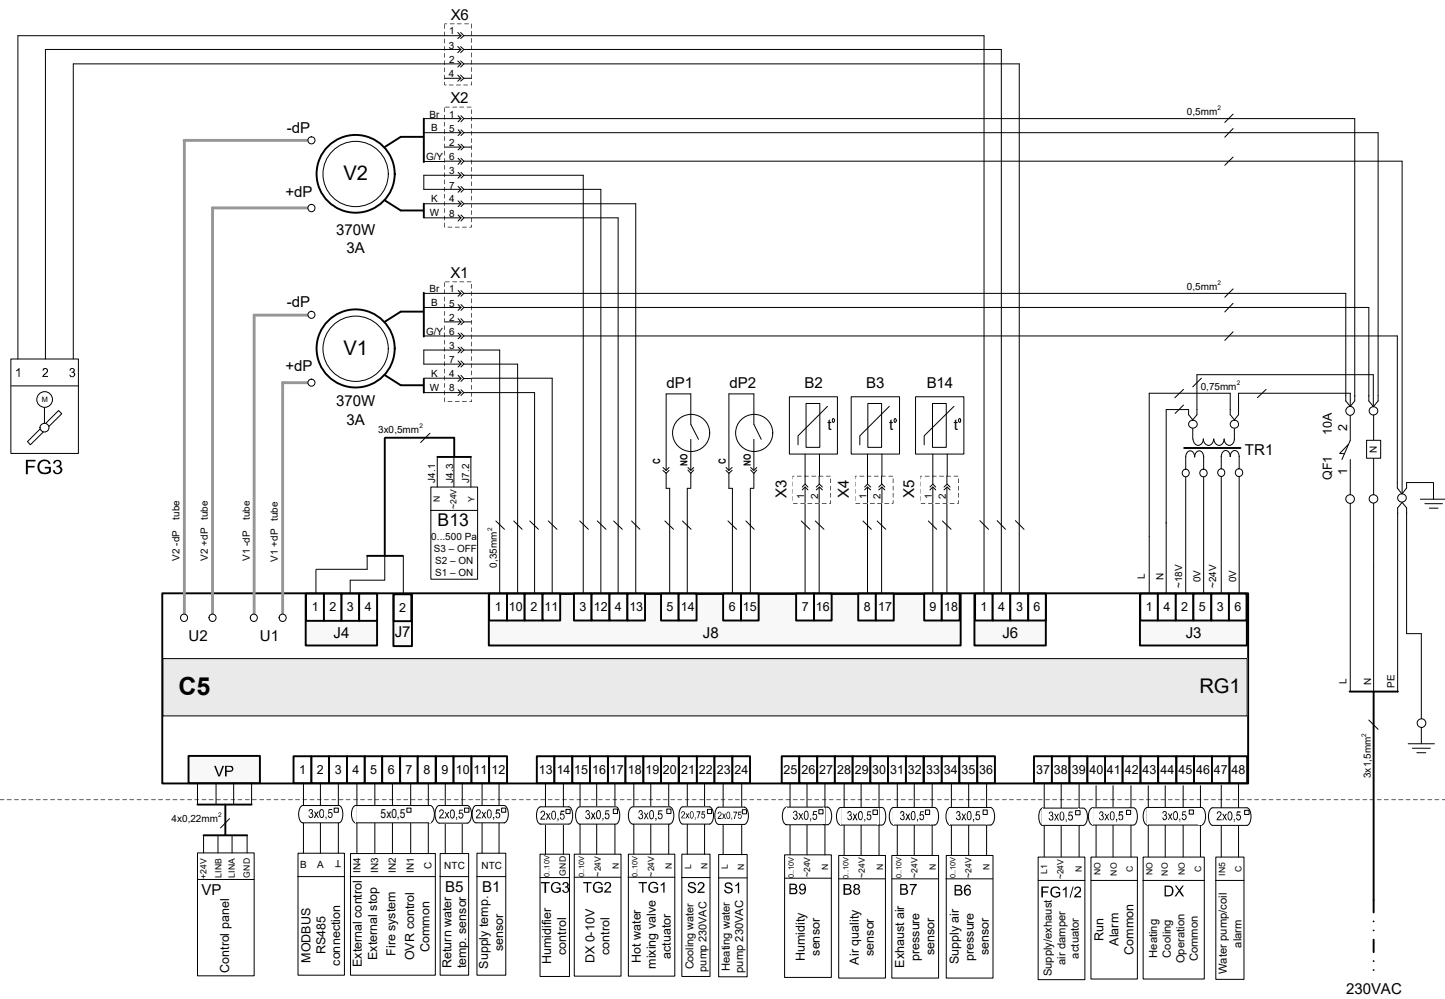 X6
1
3
2
4
X2
Br 1
B 5
2
G/Y 6
3
7
K 4
W 8
0,5mm²
-dP
V2
+dP
370W
3A
X1
Br 1
B 5
2
G/Y 6
3
7
K 4
W 8
0,5mm²
-dP
V1
+dP
370W
3A
1 2 3
M
FG3
3x0,5mm²
J4.1 J4.3 J7.2
N ~24V Y
B13
0...500 Pa
S3 – OFF
S2 – ON
S1 – ON
0,35mm²
dP1
C NO
dP2
C NO
B2
t°
X3 1 2
B3
t°
X4 1 2
B14
t°
X5 1 2
0,75mm²
TR1
QF1 10A
1 2
N
V2 -dP tube
V2 +dP tube
V1 -dP tube
V1 +dP tube
L N ~18V 0V ~24V 0V
U2 U1
1 2 3 4
J4
2
J7
1 10 2 11 3 12 4 13 5 14 6 15 7 16 8 17 9 18
J8
1 4 3 6
J6
1 4 2 5 3 6
J3
L N PE
3x1,5mm²
C5
RG1
VP
1 2 3 4 5 6 7 8 9 10 11 12
13 14 15 16 17 18 19 20 21 22 23 24
25 26 27 28 29 30 31 32 33 34 35 36
37 38 39 40 41 42 43 44 45 46 47 48
4x0,22mm²
3x0,5 5x0,5 2x0,5 2x0,5
2x0,5 3x0,5 3x0,5 2x0,75 2x0,75
3x0,5 3x0,5 3x0,5 3x0,5
3x0,5 3x0,5 3x0,5 2x0,5
+24V LINB LINA GND
VP
Control panel
B A ⊥
MODBUS
RS485
connection
IN4 IN3 IN2 IN1 C
External control
External stop
Fire system
OVR control
Common
NTC
B5
Return water
temp. sensor
NTC
B1
Supply temp.
sensor
0..10V GND
TG3
Humidifier
control
0..10V ~24V N
TG2
DX 0-10V
control
0..10V ~24V N
TG1
Hot water
mixing valve
actuator
L N
S2
Cooling water
pump 230VAC
L N
S1
Heating water
pump 230VAC
0..10V ~24V N
B9
Humidity
sensor
0..10V ~24V N
B8
Air quality
sensor
0..10V ~24V N
B7
Exhaust air
pressure
sensor
0..10V ~24V N
B6
Supply air
pressure
sensor
L1 ~24V N
FG1/2
Supply/exhaust
air damper
actuator
NO NO C
Run
Alarm
Common
NO NO NO C
DX
Heating
Cooling
Operation
Common
IN5 C
Water pump/coil
alarm
230VAC